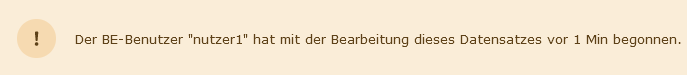 Der BE-Benutzer "nutzer1" hat mit der Bearbeitung dieses Datensatzes vor 1 Min begonnen.